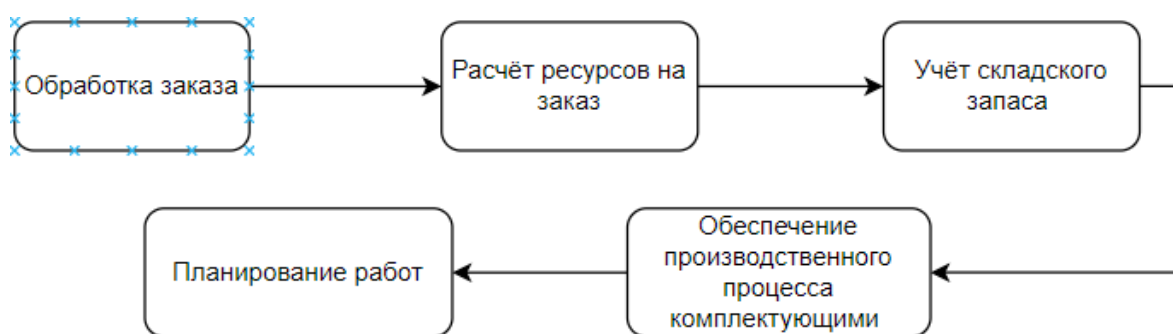 Обработка заказа
Расчёт ресурсов на
заказ
Учёт складского
запаса
Обеспечение
производственного
процесса
комплектующими
Планирование работ